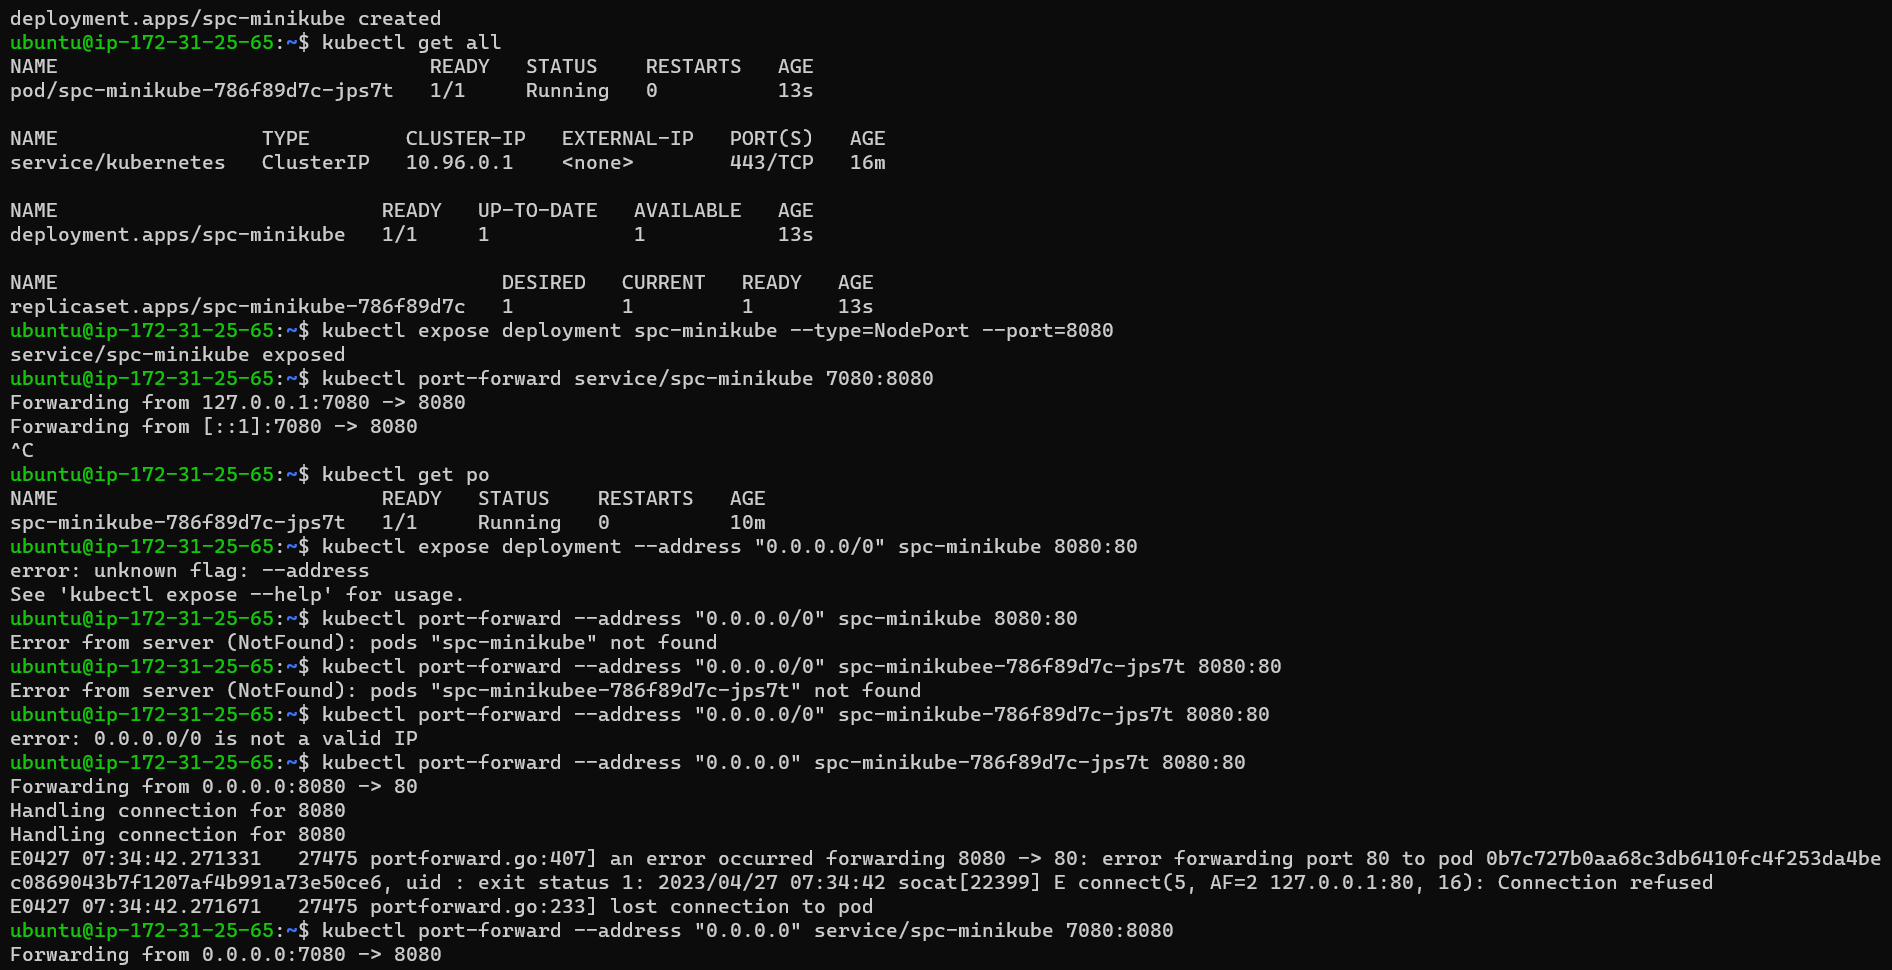 deployment.apps/spc-minikube created
ubuntu@ip-172-31-25-65:~$ kubectl get all
NAME                               READY   STATUS    RESTARTS   AGE
pod/spc-minikube-786f89d7c-jps7t   1/1     Running   0          13s

NAME                 TYPE        CLUSTER-IP   EXTERNAL-IP   PORT(S)   AGE
service/kubernetes   ClusterIP   10.96.0.1    <none>        443/TCP   16m

NAME                           READY   UP-TO-DATE   AVAILABLE   AGE
deployment.apps/spc-minikube   1/1     1            1           13s

NAME                                     DESIRED   CURRENT   READY   AGE
replicaset.apps/spc-minikube-786f89d7c   1         1         1       13s
ubuntu@ip-172-31-25-65:~$ kubectl expose deployment spc-minikube --type=NodePort --port=8080
service/spc-minikube exposed
ubuntu@ip-172-31-25-65:~$ kubectl port-forward service/spc-minikube 7080:8080
Forwarding from 127.0.0.1:7080 -> 8080
Forwarding from [::1]:7080 -> 8080
^C
ubuntu@ip-172-31-25-65:~$ kubectl get po
NAME                           READY   STATUS    RESTARTS   AGE
spc-minikube-786f89d7c-jps7t   1/1     Running   0          10m
ubuntu@ip-172-31-25-65:~$ kubectl expose deployment --address "0.0.0.0/0" spc-minikube 8080:80
error: unknown flag: --address
See 'kubectl expose --help' for usage.
ubuntu@ip-172-31-25-65:~$ kubectl port-forward --address "0.0.0.0/0" spc-minikube 8080:80
Error from server (NotFound): pods "spc-minikube" not found
ubuntu@ip-172-31-25-65:~$ kubectl port-forward --address "0.0.0.0/0" spc-minikubee-786f89d7c-jps7t 8080:80
Error from server (NotFound): pods "spc-minikubee-786f89d7c-jps7t" not found
ubuntu@ip-172-31-25-65:~$ kubectl port-forward --address "0.0.0.0/0" spc-minikube-786f89d7c-jps7t 8080:80
error: 0.0.0.0/0 is not a valid IP
ubuntu@ip-172-31-25-65:~$ kubectl port-forward --address "0.0.0.0" spc-minikube-786f89d7c-jps7t 8080:80
Forwarding from 0.0.0.0:8080 -> 80
Handling connection for 8080
Handling connection for 8080
E0427 07:34:42.271331   27475 portforward.go:407] an error occurred forwarding 8080 -> 80: error forwarding port 80 to pod 0b7c727b0aa68c3db6410fc4f253da4be
c0869043b7f1207af4b991a73e50ce6, uid : exit status 1: 2023/04/27 07:34:42 socat[22399] E connect(5, AF=2 127.0.0.1:80, 16): Connection refused
E0427 07:34:42.271671   27475 portforward.go:233] lost connection to pod
ubuntu@ip-172-31-25-65:~$ kubectl port-forward --address "0.0.0.0" service/spc-minikube 7080:8080
Forwarding from 0.0.0.0:7080 -> 8080